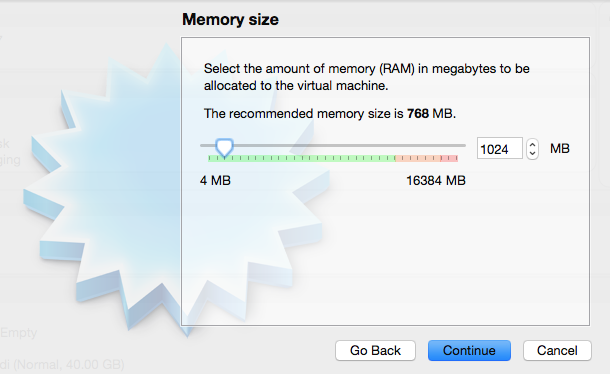 Memory size
Select the amount of memory (RAM) in megabytes to be
allocated to the virtual machine.
The recommended memory size is 768 MB.
1024 MB
4 MB 16384 MB
Empty
Go Back Continue Cancel
(Normal, 40.00 GB)